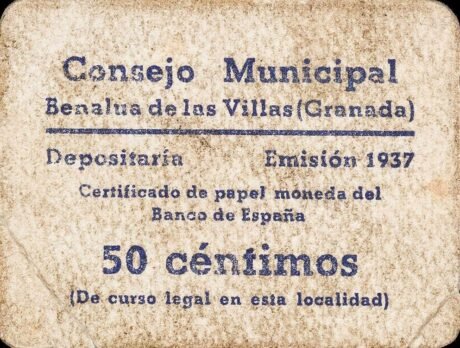 Consejo Municipal
Benalua de las Villas (Granada)
Depositaría Emisión 1937
Certificado de papel moneda del
Banco de España
50 céntimos
(De curso legal en esta localidad)